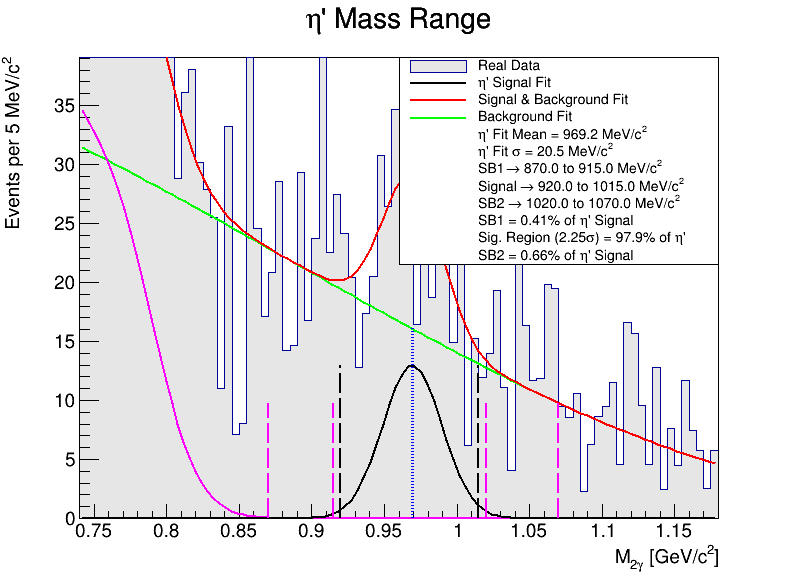 η' Mass Range
Events per 5 MeV/c²
35
30
25
20
15
10
5
0
Real Data
η' Signal Fit
Signal & Background Fit
Background Fit
η' Fit Mean = 969.2 MeV/c²
η' Fit σ = 20.5 MeV/c²
SB1 → 870.0 to 915.0 MeV/c²
Signal → 920.0 to 1015.0 MeV/c²
SB2 → 1020.0 to 1070.0 MeV/c²
SB1 = 0.41% of η' Signal
Sig. Region (2.25σ) = 97.9% of η'
SB2 = 0.66% of η' Signal
0.75 0.8 0.85 0.9 0.95 1 1.05 1.1 1.15
M₂γ [GeV/c²]